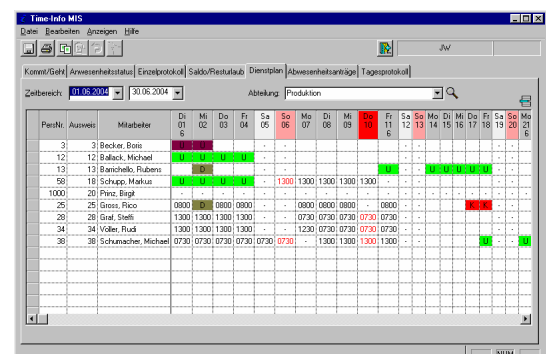 Time-Info MIS
Datei Bearbeiten Anzeigen Hilfe
JW
Kommt/Geht Anwesenheitsstatus Einzelprotokoll Saldo/Resturlaub Dienstplan Abwesenheitsanträge Tagesprotokoll
Zeitbereich: 01.06.2004 - 30.06.2004 Abteilung: Produktion
PersNr. Ausweis Mitarbeiter Di 01 6 Mi 02 Do 03 Fr 04 Sa 05 So 06 Mo 07 Di 08 Mi 09 Do 10 Fr 11 6 Sa 12 So 13 Mo 14 Di 15 Mi 16 Do 17 Fr 18 Sa 19 So 20 Mo 21 6
3 3 Becker, Boris U U - - - -
12 12 Ballack, Michael U U U U - - - - - -
13 13 Barrichello, Rubens D - - U - - U U U U U - -
58 18 Schupp, Markus U U U U - 1300 1300 1300 1300 1300 - - - -
1000 20 Prinz, Birgit - - - - - -
25 25 Gross, Rico 0800 D 0800 0800 - - 0800 0800 0800 - 0800 - - K K - -
28 28 Graf, Steffi 1300 1300 1300 1300 - - 0730 0730 0730 0730 0730 - - - -
34 34 Völler, Rudi 1300 1300 1300 1300 - - 1230 0730 0730 0730 0730 - - - -
38 38 Schumacher, Michael 0730 0730 0730 0730 0730 0730 - 1300 1300 1300 1300 - - U - - U
NUM